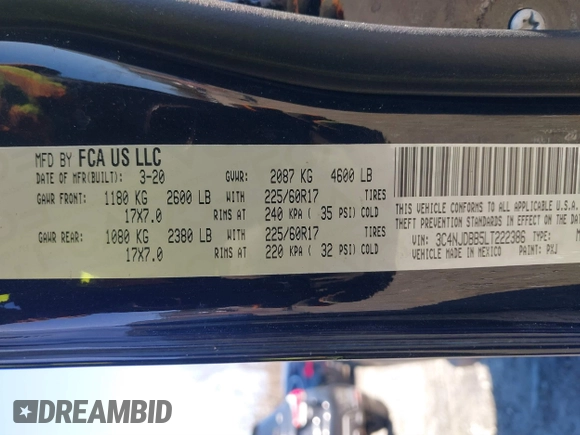 MFD BY FCA US LLC
DATE OF MFR(BUILT): 3-20 GVWR: 2087 KG 4600 LB
GAWR FRONT: 1180 KG 2600 LB WITH 225/60R17 TIRES
17X7.0 RIMS AT 240 KPA ( 35 PSI) COLD
GAWR REAR: 1080 KG 2380 LB WITH 225/60R17 TIRES
17X7.0 RIMS AT 220 KPA ( 32 PSI) COLD
THIS VEHICLE CONFORMS TO ALL APPLICABLE U.S.A.
THEFT PREVENTION STANDARDS IN EFFECT ON
VIN: 3C4NJDBB5LT222386 TYPE:
VEHICLE MADE IN MEXICO PAINT: PXJ
DREAMBID